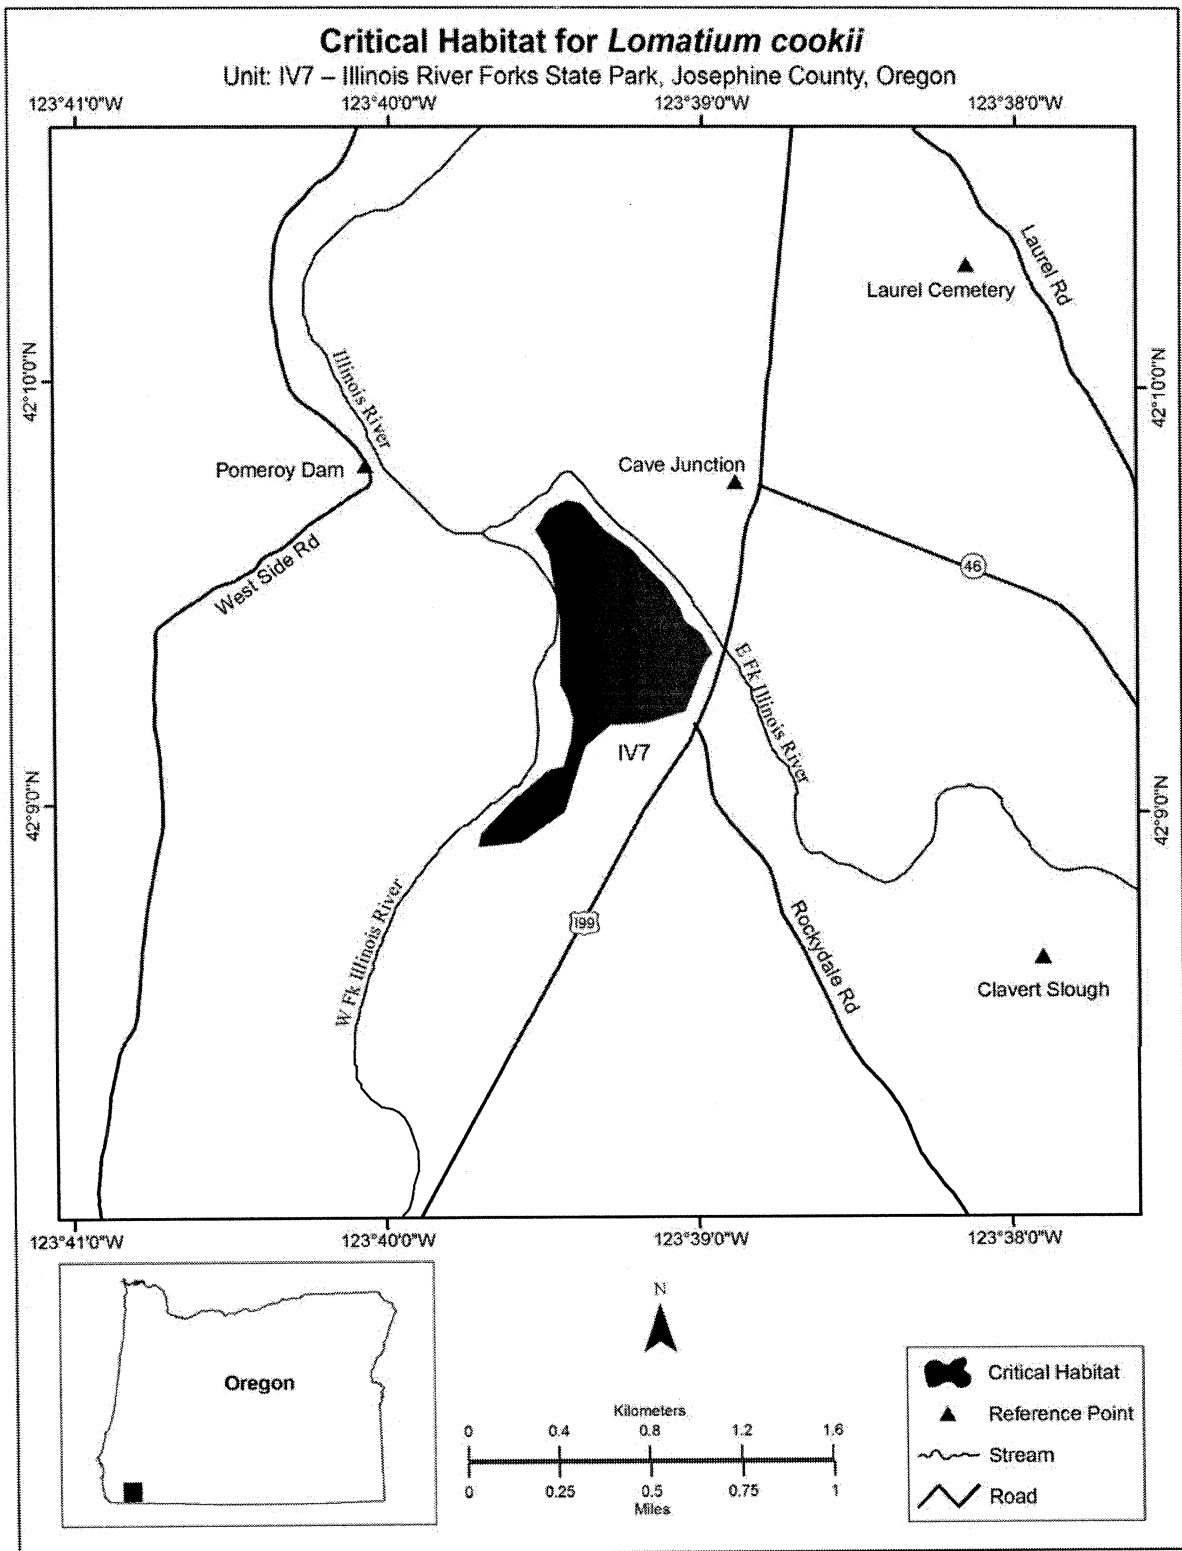 Critical Habitat for Lomatium cookii
Unit: IV7 – Illinois River Forks State Park, Josephine County, Oregon
123°41'0"W 123°40'0"W 123°39'0"W 123°38'0"W
Laurel Rd
Laurel Cemetery
42°10'0"N
42°10'0"N
Illinois River
Pomeroy Dam
Cave Junction
West Side Rd
46
E Fk Illinois River
IV7
42°9'0"N
42°9'0"N
W Fk Illinois River
199
Rockydale Rd
Clavert Slough
123°41'0"W 123°40'0"W 123°39'0"W 123°38'0"W
Oregon
N
Kilometers
0 0.4 0.8 1.2 1.6
0 0.25 0.5 0.75 1
Miles
Critical Habitat
Reference Point
Stream
Road